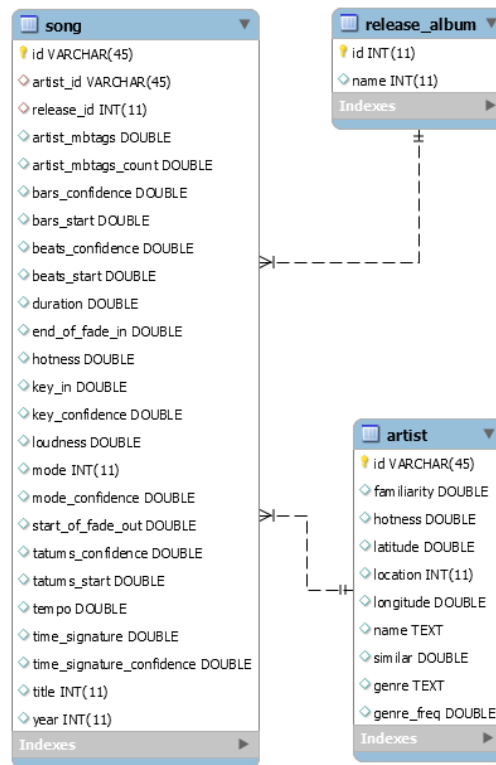 song
id VARCHAR(45)
artist_id VARCHAR(45)
release_id INT(11)
artist_mbtags DOUBLE
artist_mbtags_count DOUBLE
bars_confidence DOUBLE
bars_start DOUBLE
beats_confidence DOUBLE
beats_start DOUBLE
duration DOUBLE
end_of_fade_in DOUBLE
hotness DOUBLE
key_in DOUBLE
key_confidence DOUBLE
loudness DOUBLE
mode INT(11)
mode_confidence DOUBLE
start_of_fade_out DOUBLE
tatums_confidence DOUBLE
tatums_start DOUBLE
tempo DOUBLE
time_signature DOUBLE
time_signature_confidence DOUBLE
title INT(11)
year INT(11)
Indexes
release_album
id INT(11)
name INT(11)
Indexes
artist
id VARCHAR(45)
familiarity DOUBLE
hotness DOUBLE
latitude DOUBLE
location INT(11)
longitude DOUBLE
name TEXT
similar DOUBLE
genre TEXT
genre_freq DOUBLE
Indexes